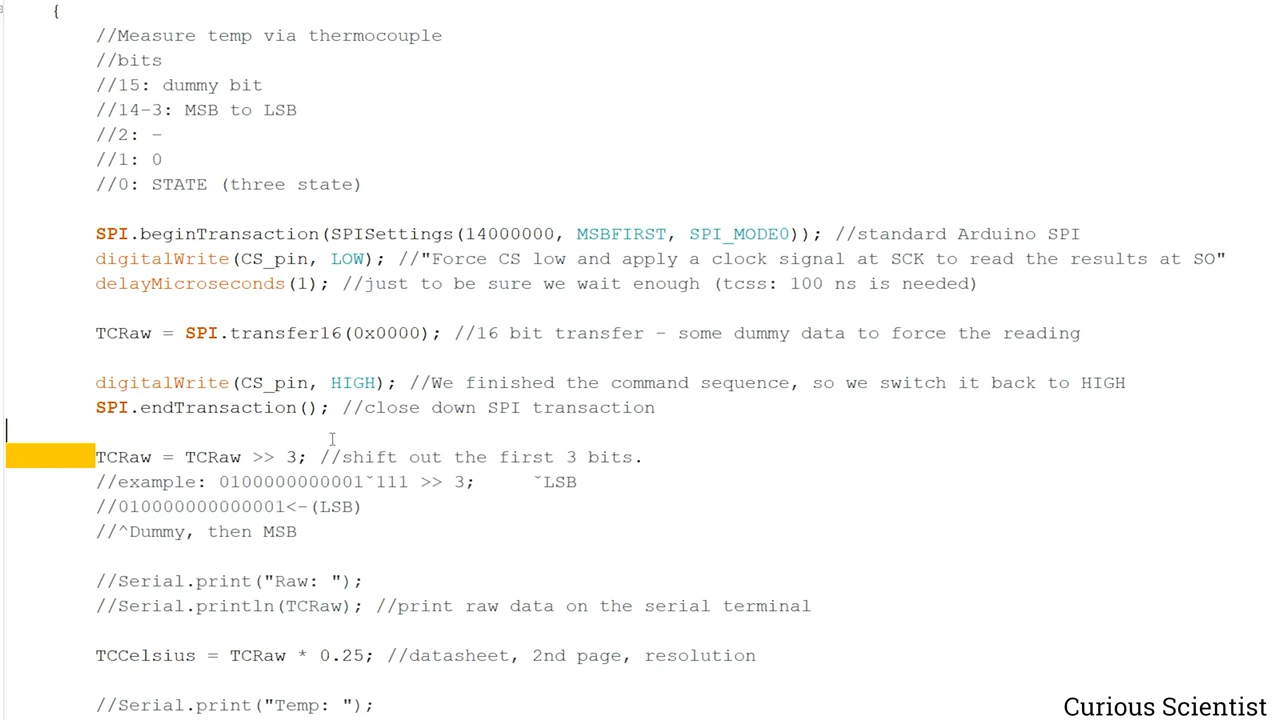 {
//Measure temp via thermocouple
//bits
//15: dummy bit
//14-3: MSB to LSB
//2: -
//1: 0
//0: STATE (three state)
SPI.beginTransaction(SPISettings(14000000, MSBFIRST, SPI_MODE0)); //standard Arduino SPI
digitalWrite(CS_pin, LOW); //"Force CS low and apply a clock signal at SCK to read the results at SO"
delayMicroseconds(1); //just to be sure we wait enough (tcss: 100 ns is needed)
TCRaw = SPI.transfer16(0x0000); //16 bit transfer - some dummy data to force the reading
digitalWrite(CS_pin, HIGH); //We finished the command sequence, so we switch it back to HIGH
SPI.endTransaction(); //close down SPI transaction
TCRaw = TCRaw >> 3; //shift out the first 3 bits.
//example: 0100000000001ˇ111 >> 3;      ˇLSB
//010000000000001<-(LSB)
//^Dummy, then MSB
//Serial.print("Raw: ");
//Serial.println(TCRaw); //print raw data on the serial terminal
TCCelsius = TCRaw * 0.25; //datasheet, 2nd page, resolution
//Serial.print("Temp: ");
Curious Scientist